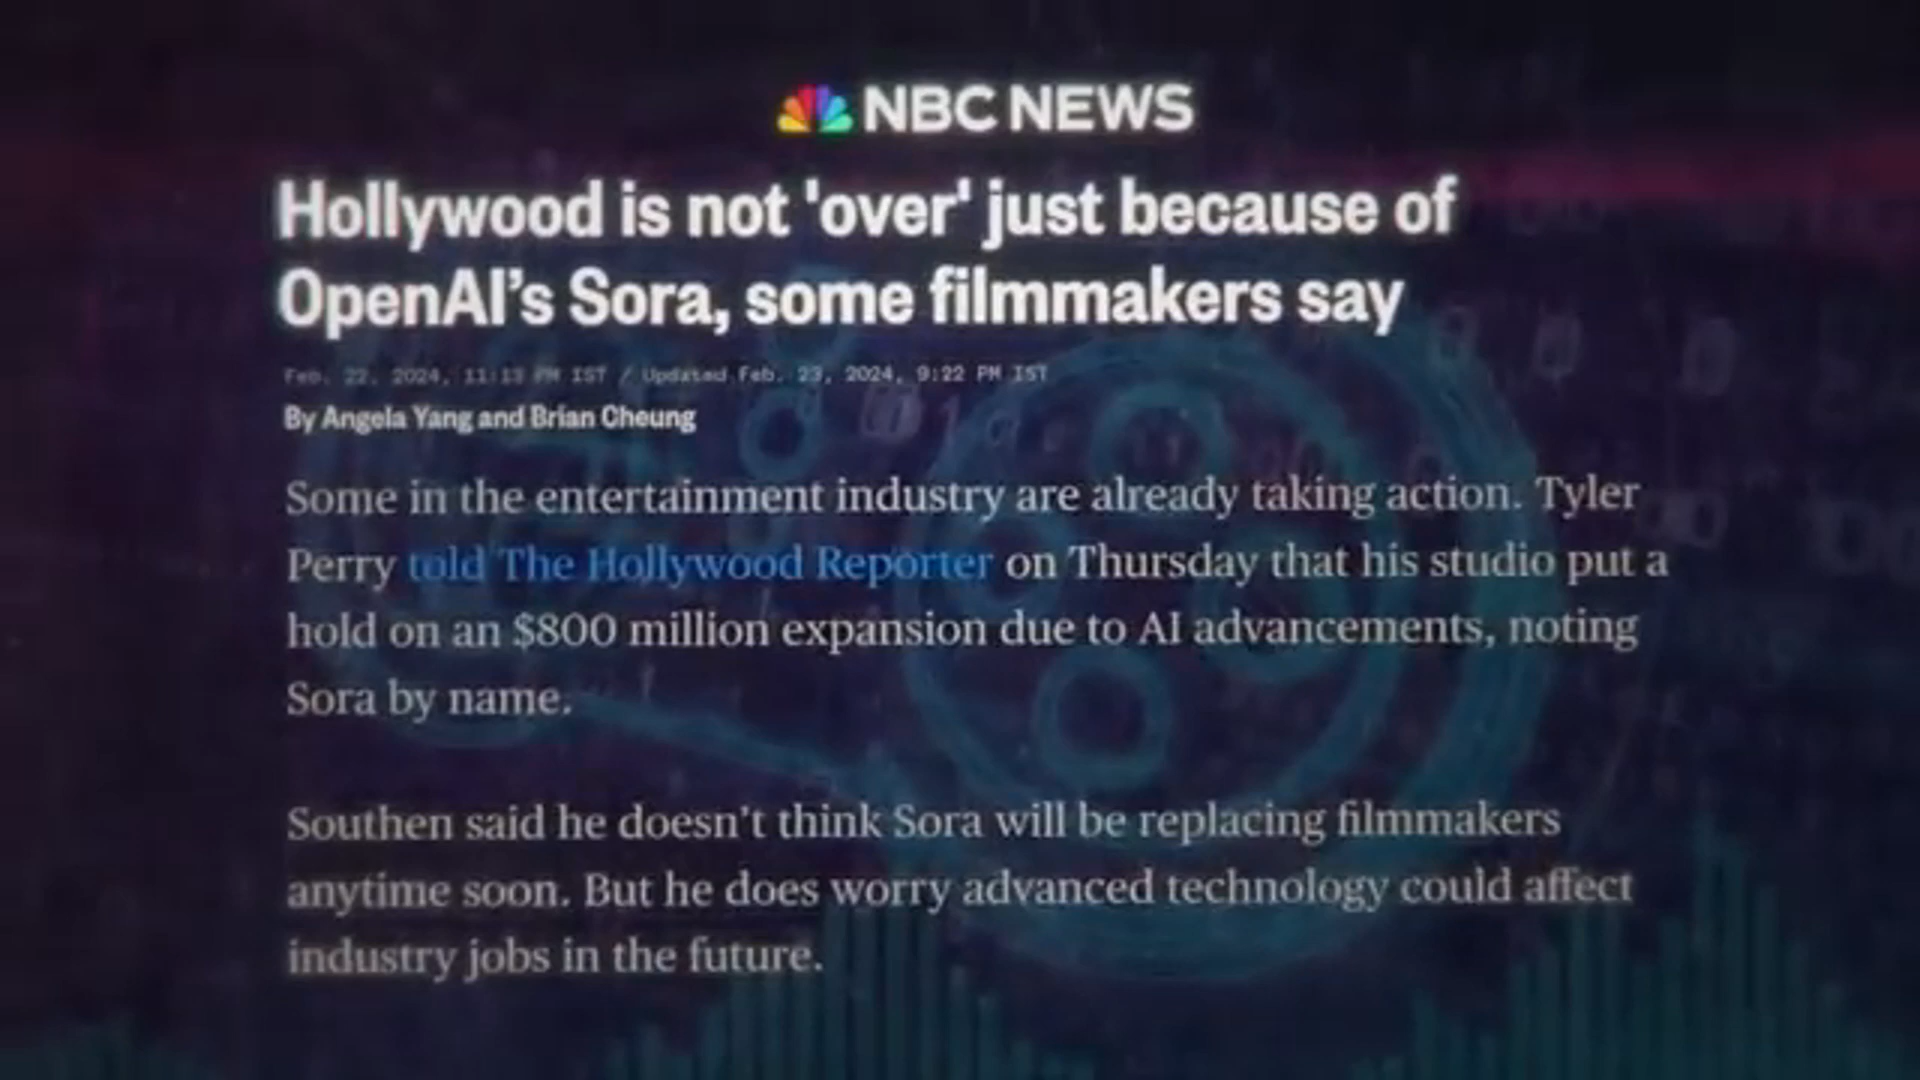 NBC NEWS
Hollywood is not 'over' just because of
OpenAI’s Sora, some filmmakers say
Feb. 22, 2024, 11:13 PM IST / Updated Feb. 23, 2024, 9:22 PM IST
By Angela Yang and Brian Cheung
Some in the entertainment industry are already taking action. Tyler
Perry told The Hollywood Reporter on Thursday that his studio put a
hold on an $800 million expansion due to AI advancements, noting
Sora by name.
Southen said he doesn’t think Sora will be replacing filmmakers
anytime soon. But he does worry advanced technology could affect
industry jobs in the future.